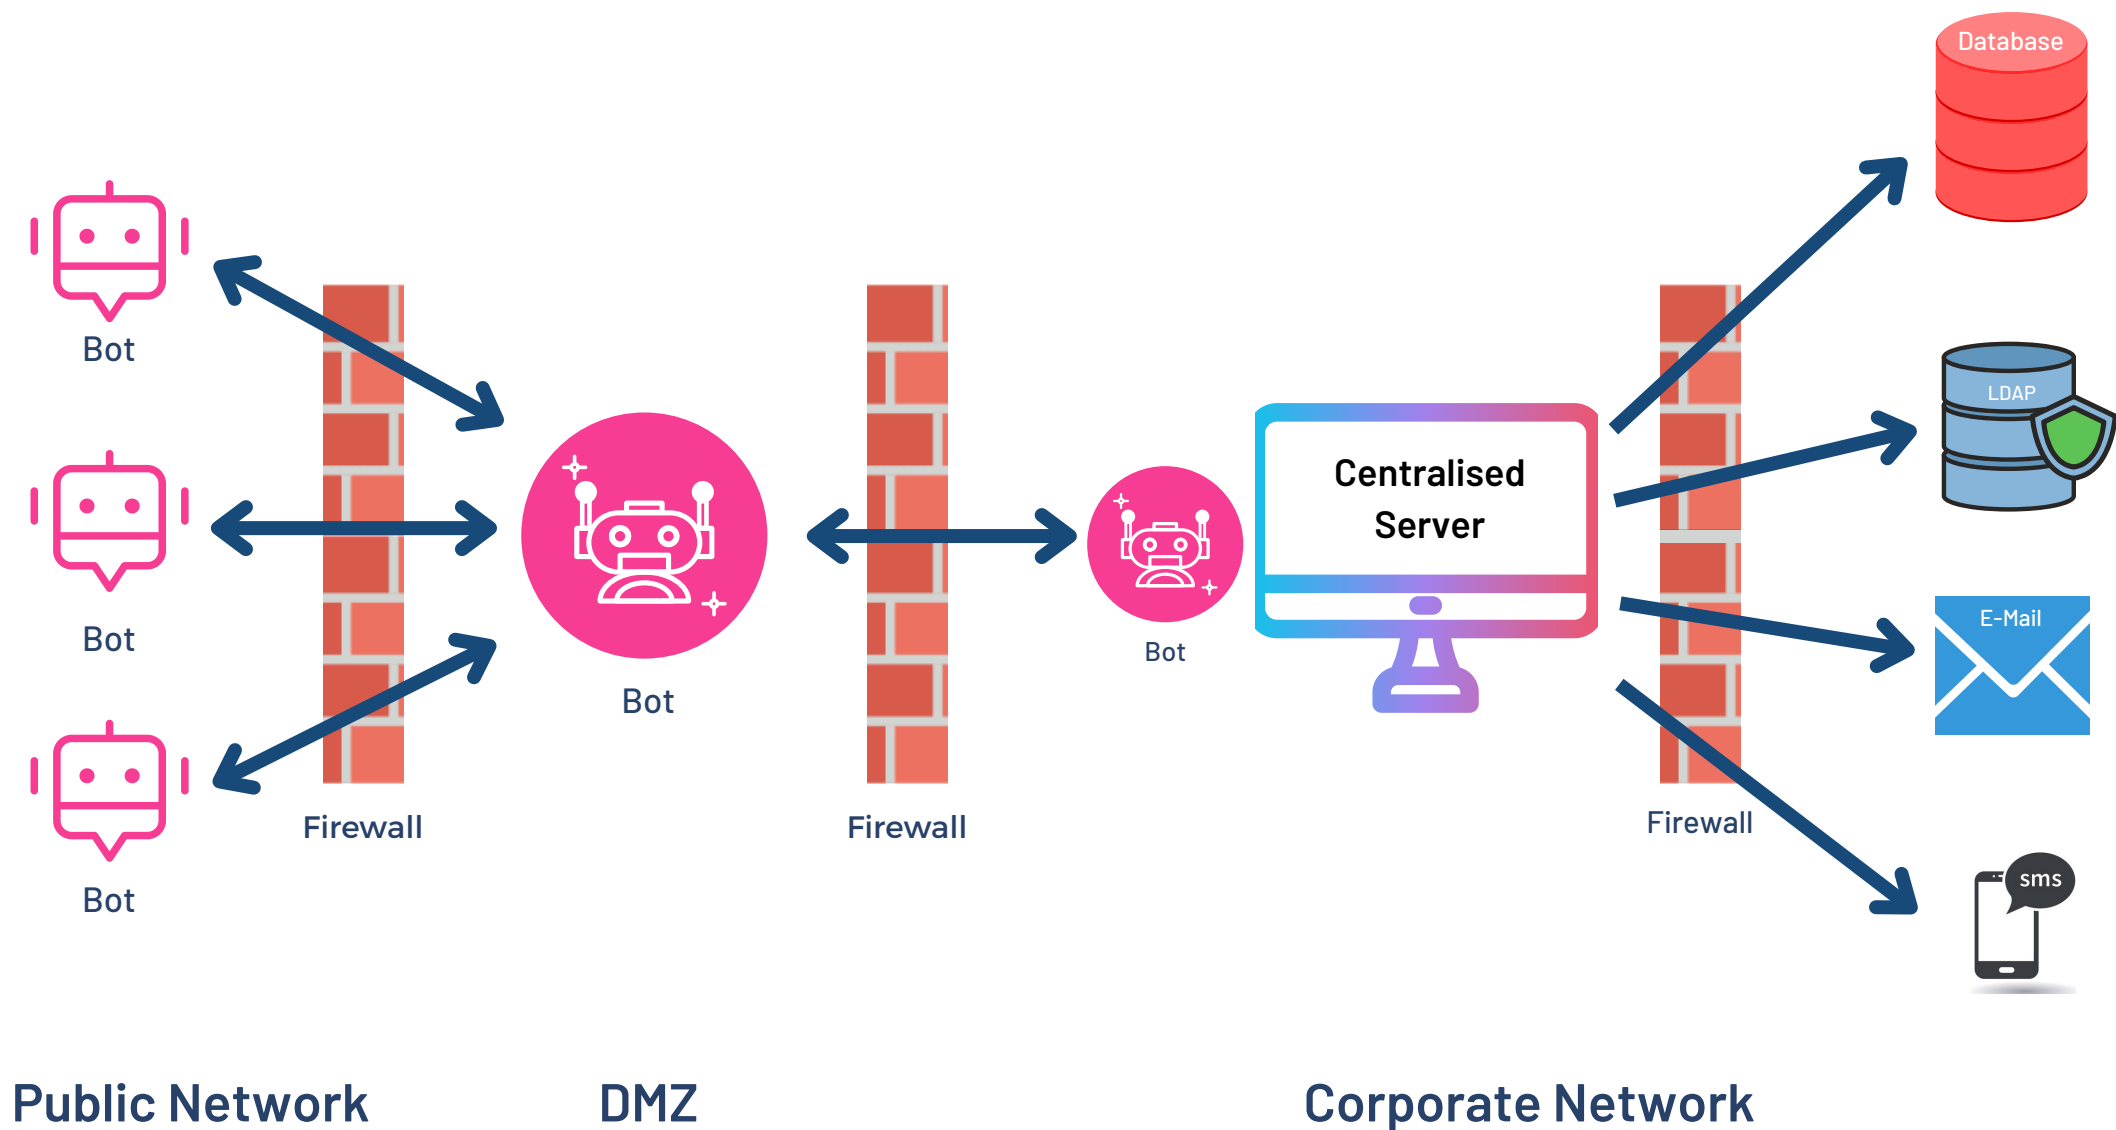 Database
Bot
Firewall
Bot
Bot
Firewall
Bot
Bot
Centralised
Server
Firewall
LDAP
E-Mail
sms
Public Network
DMZ
Corporate Network